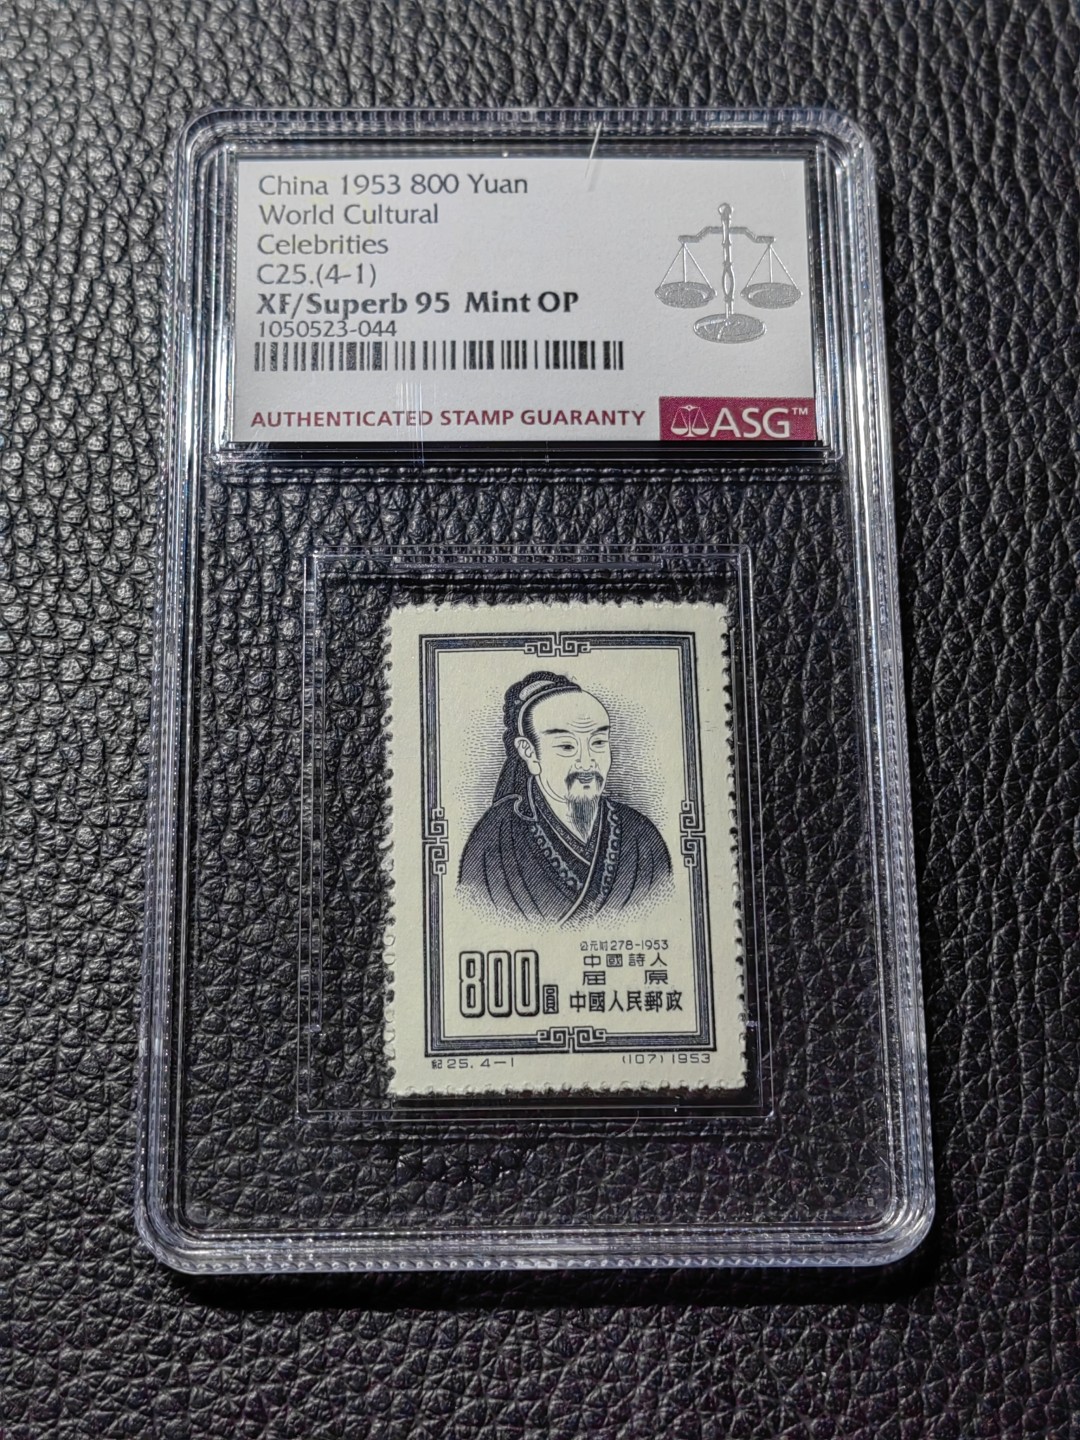 China 1953 800 Yuan
World Cultural
Celebrities
C25.(4-1)
XF/Superb 95 Mint OP
1050523-044
AUTHENTICATED STAMP GUARANTY ASG™
公元前278-1953
中國詩人
屈原
800圓 中國人民郵政
紀25.4-1 (107)1953